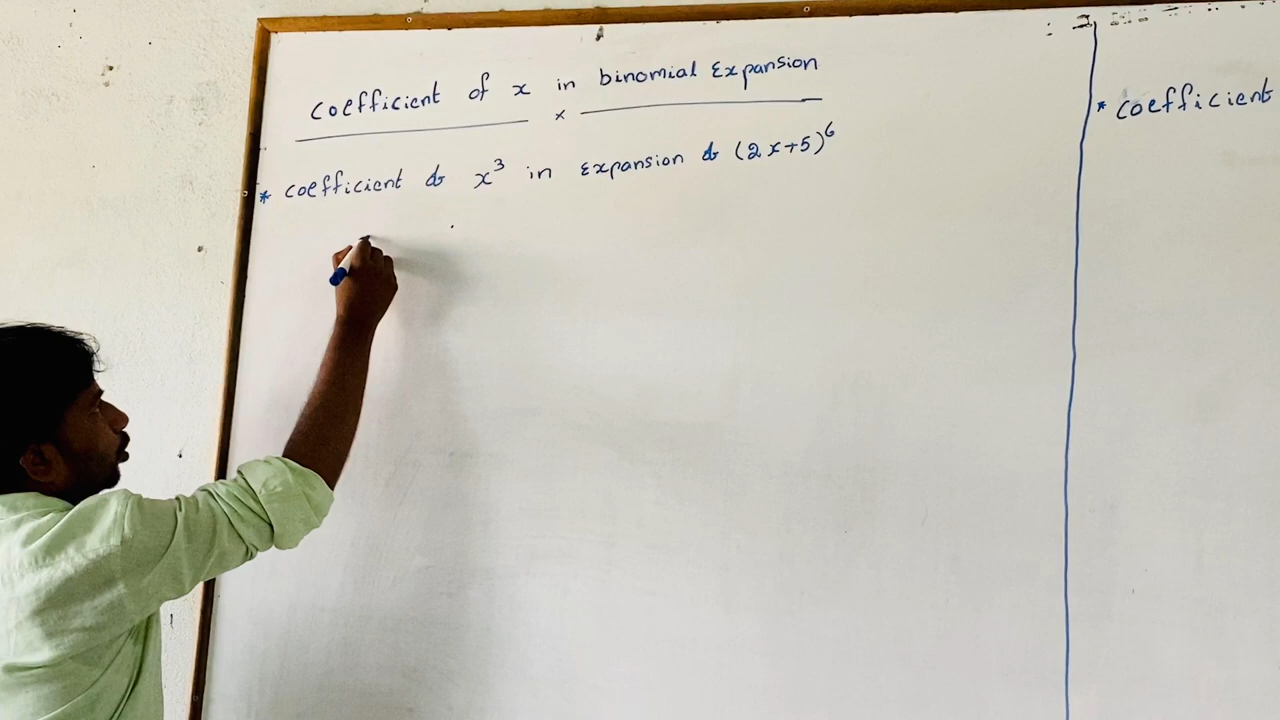 coefficient of x in binomial Expansion
x
* coefficient of x³ in Expansion of (2x+5)⁶
* coefficient